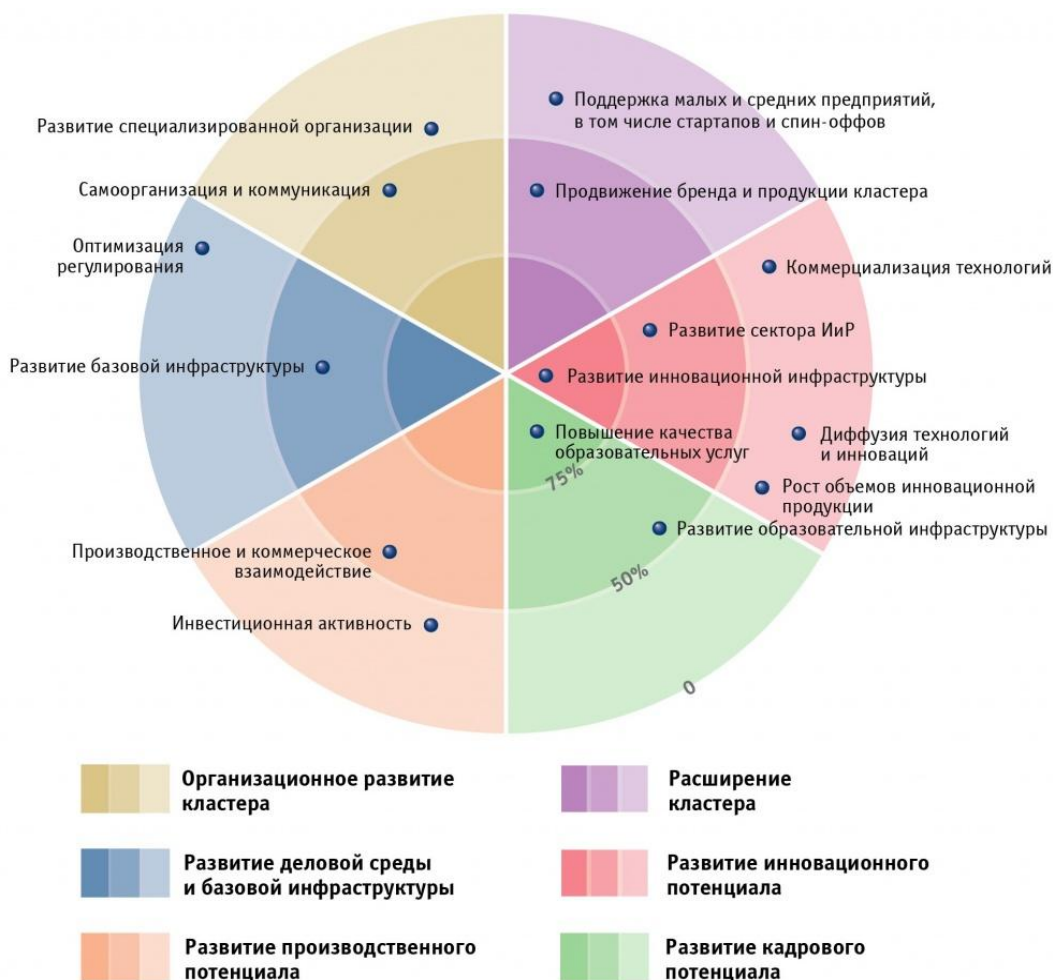 Поддержка малых и средних предприятий,
в том числе стартапов и спин-оффов
Развитие специализированной организации
Самоорганизация и коммуникация
Продвижение бренда и продукции кластера
Оптимизация
регулирования
Коммерциализация технологий
Развитие сектора ИиР
Развитие базовой инфраструктуры
Развитие инновационной инфраструктуры
Повышение качества
образовательных услуг
Диффузия технологий
и инноваций
75%
Рост объемов инновационной
продукции
Развитие образовательной инфраструктуры
Производственное и коммерческое
взаимодействие
50%
Инвестиционная активность
0
Организационное развитие
кластера
Расширение
кластера
Развитие деловой среды
и базовой инфраструктуры
Развитие инновационного
потенциала
Развитие производственного
потенциала
Развитие кадрового
потенциала